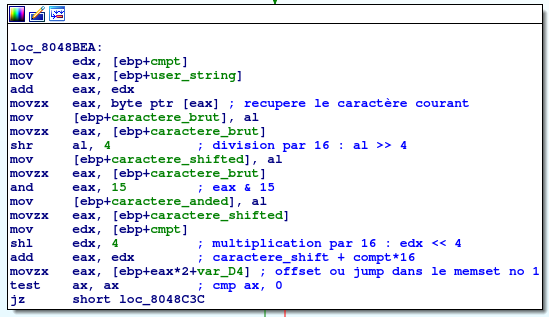 loc_8048BEA:
mov edx, [ebp+cmpt]
mov eax, [ebp+user_string]
add eax, edx
movzx eax, byte ptr [eax] ; recupere le caractère courant
mov [ebp+caractere_brut], al
movzx eax, [ebp+caractere_brut]
shr al, 4 ; division par 16 : al >> 4
mov [ebp+caractere_shifted], al
movzx eax, [ebp+caractere_brut]
and eax, 15 ; eax & 15
mov [ebp+caractere_anded], al
movzx eax, [ebp+caractere_shifted]
mov edx, [ebp+cmpt]
shl edx, 4 ; multiplication par 16 : edx << 4
add eax, edx ; caractere_shift + compt*16
movzx eax, [ebp+eax*2+var_D4] ; offset ou jump dans le memset no 1
test ax, ax ; cmp ax, 0
jz short loc_8048C3C